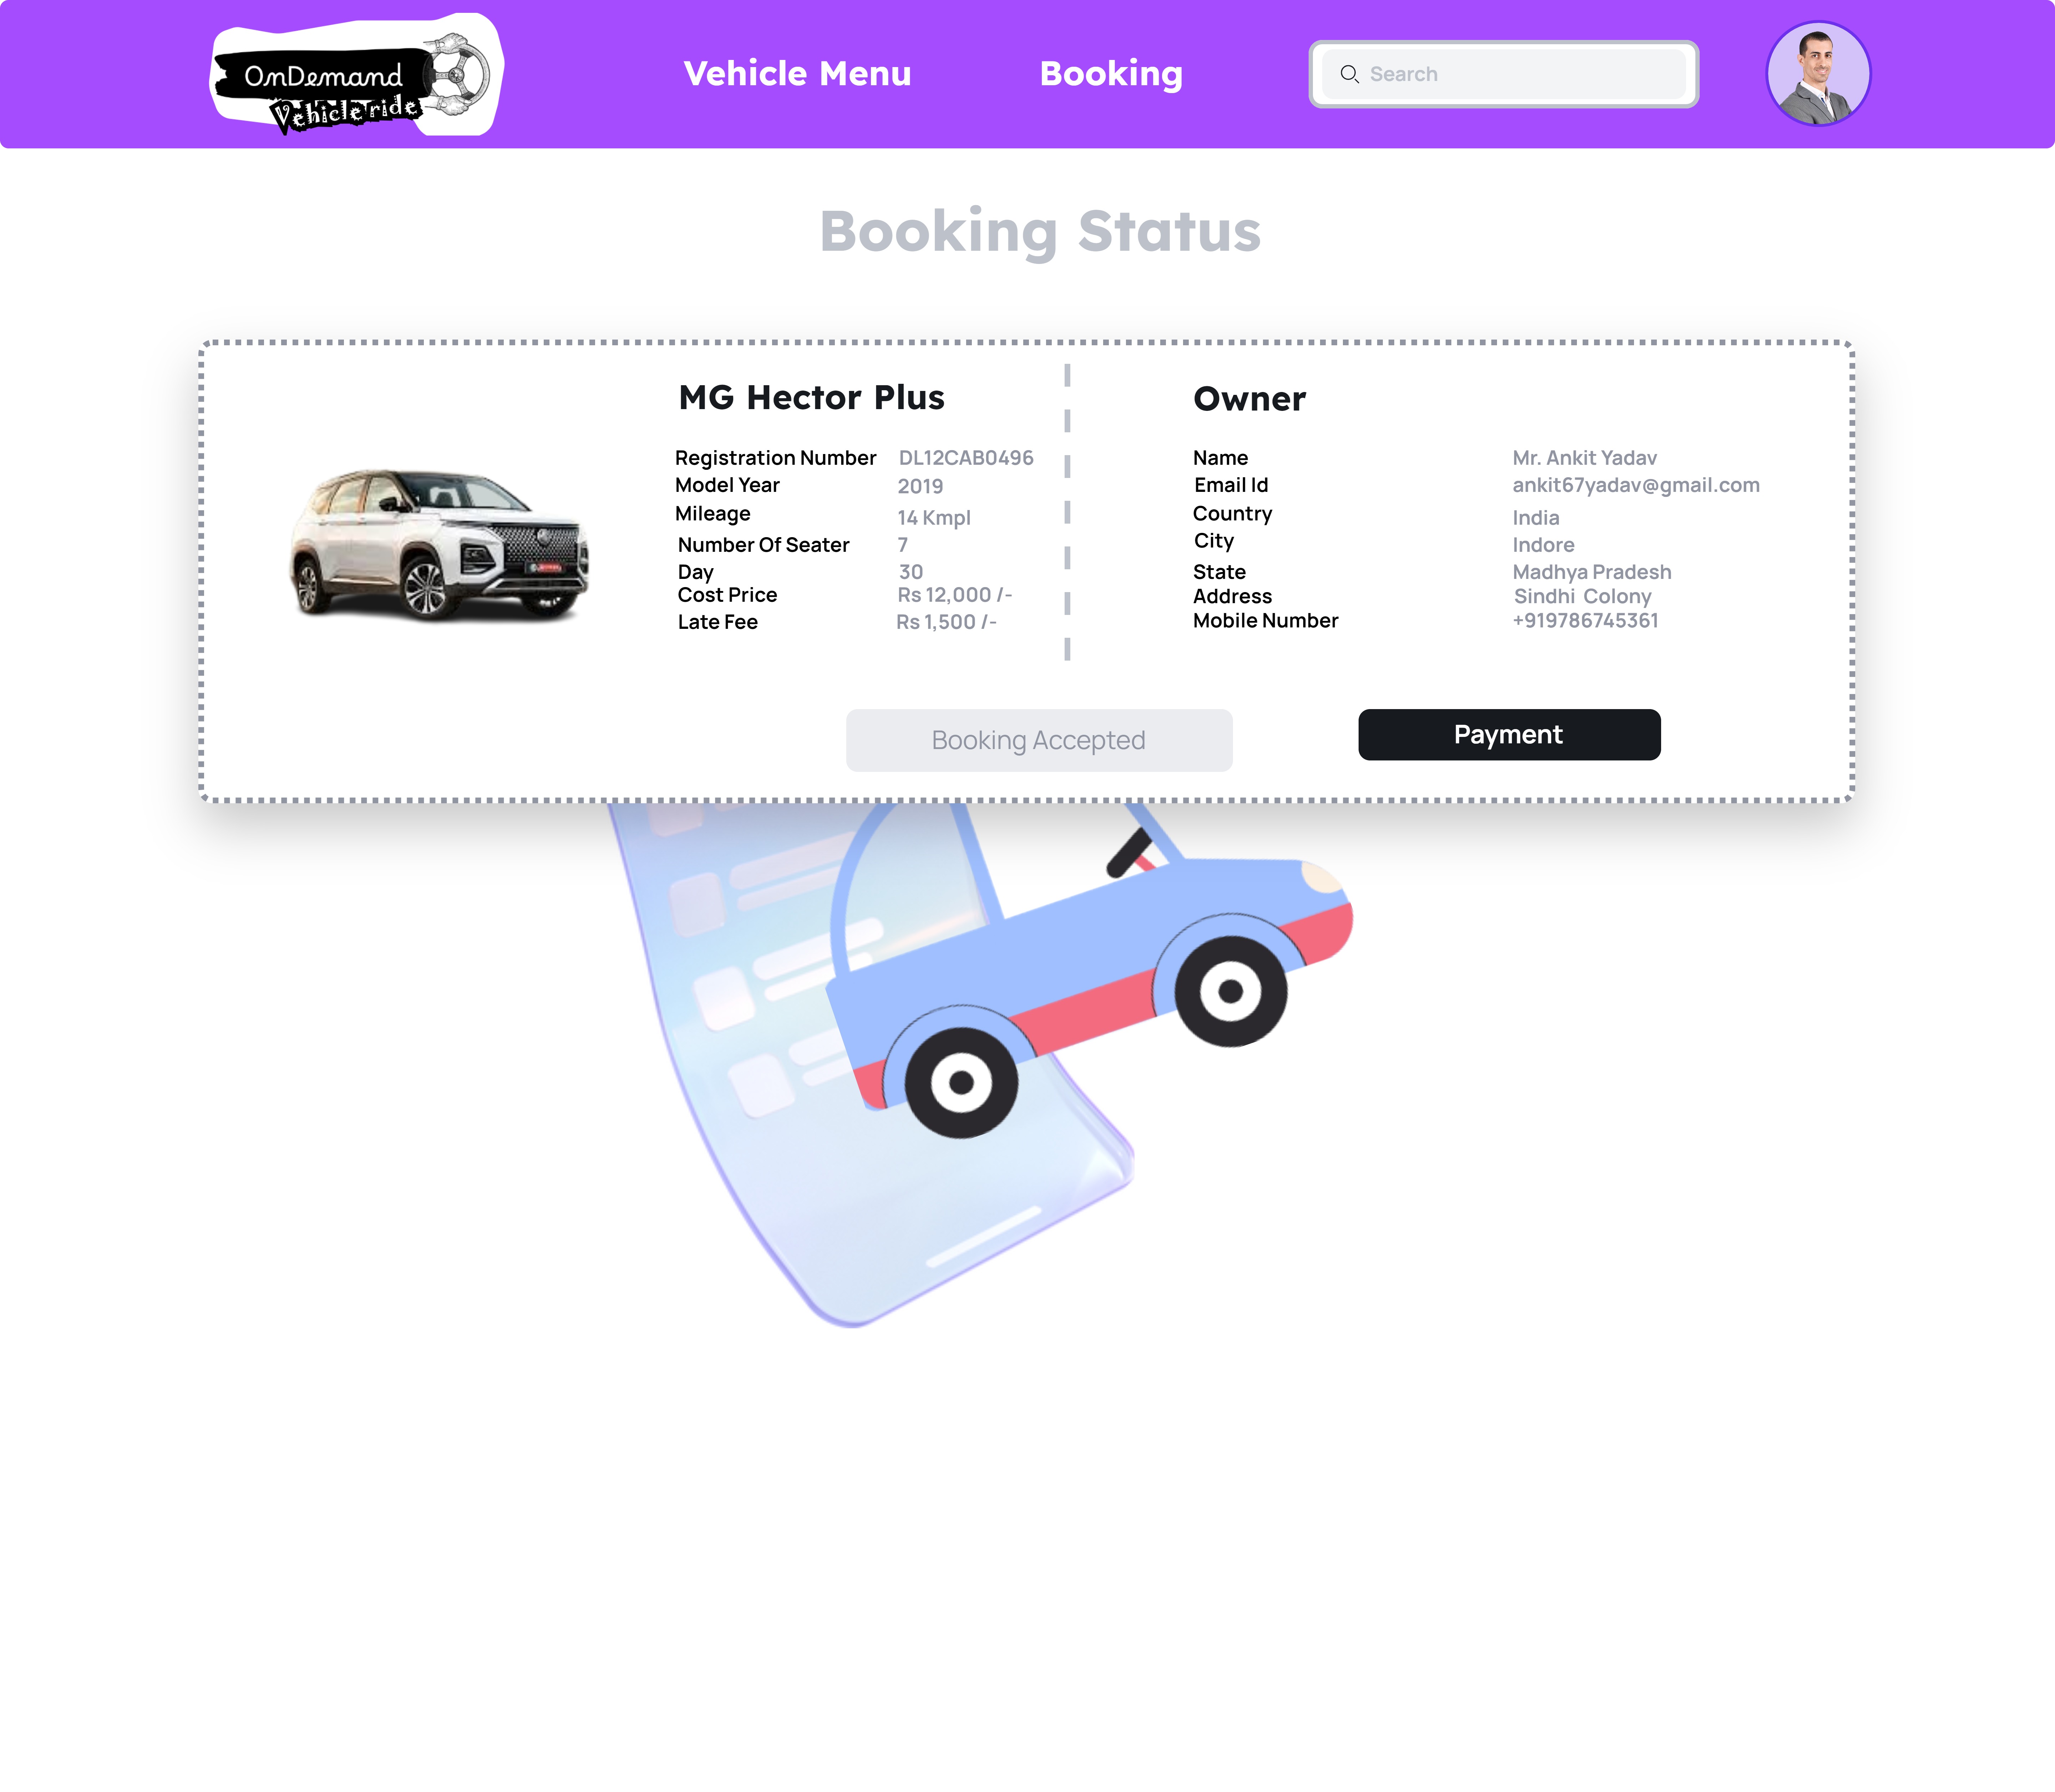 OnDemand
Vehicleride
Vehicle Menu
Booking
Search
Booking Status
MG Hector Plus
Registration Number DL12CAB0496
Model Year 2019
Mileage 14 Kmpl
Number Of Seater 7
Day 30
Cost Price Rs 12,000 /-
Late Fee Rs 1,500 /-
Owner
Name Mr. Ankit Yadav
Email Id ankit67yadav@gmail.com
Country India
City Indore
State Madhya Pradesh
Address Sindhi Colony
Mobile Number +919786745361
Booking Accepted
Payment